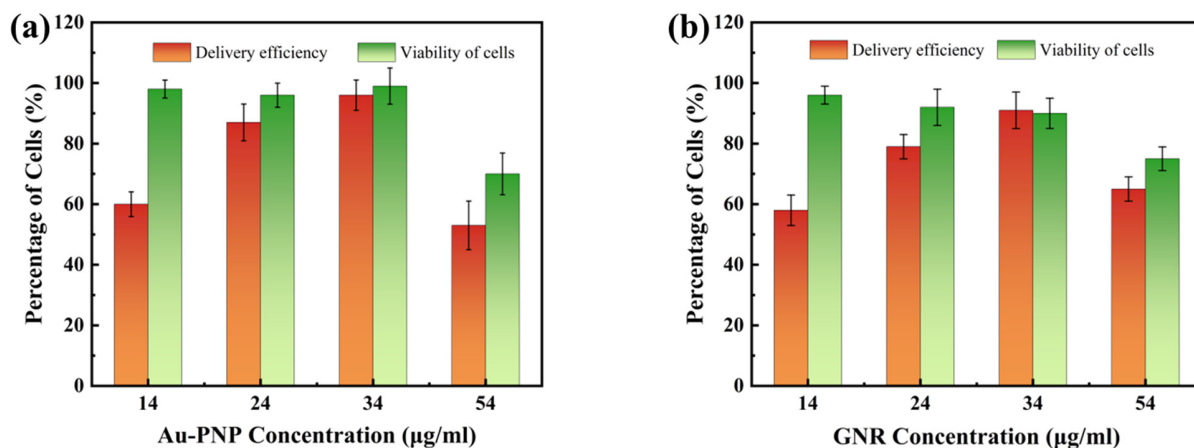 (a)
120
100
80
60
40
20
0
Percentage of Cells (%)
Delivery efficiency Viability of cells
14 24 34 54
Au-PNP Concentration (μg/ml)
(b)
120
100
80
60
40
20
0
Percentage of Cells (%)
Delivery efficiency Viability of cells
14 24 34 54
GNR Concentration (μg/ml)